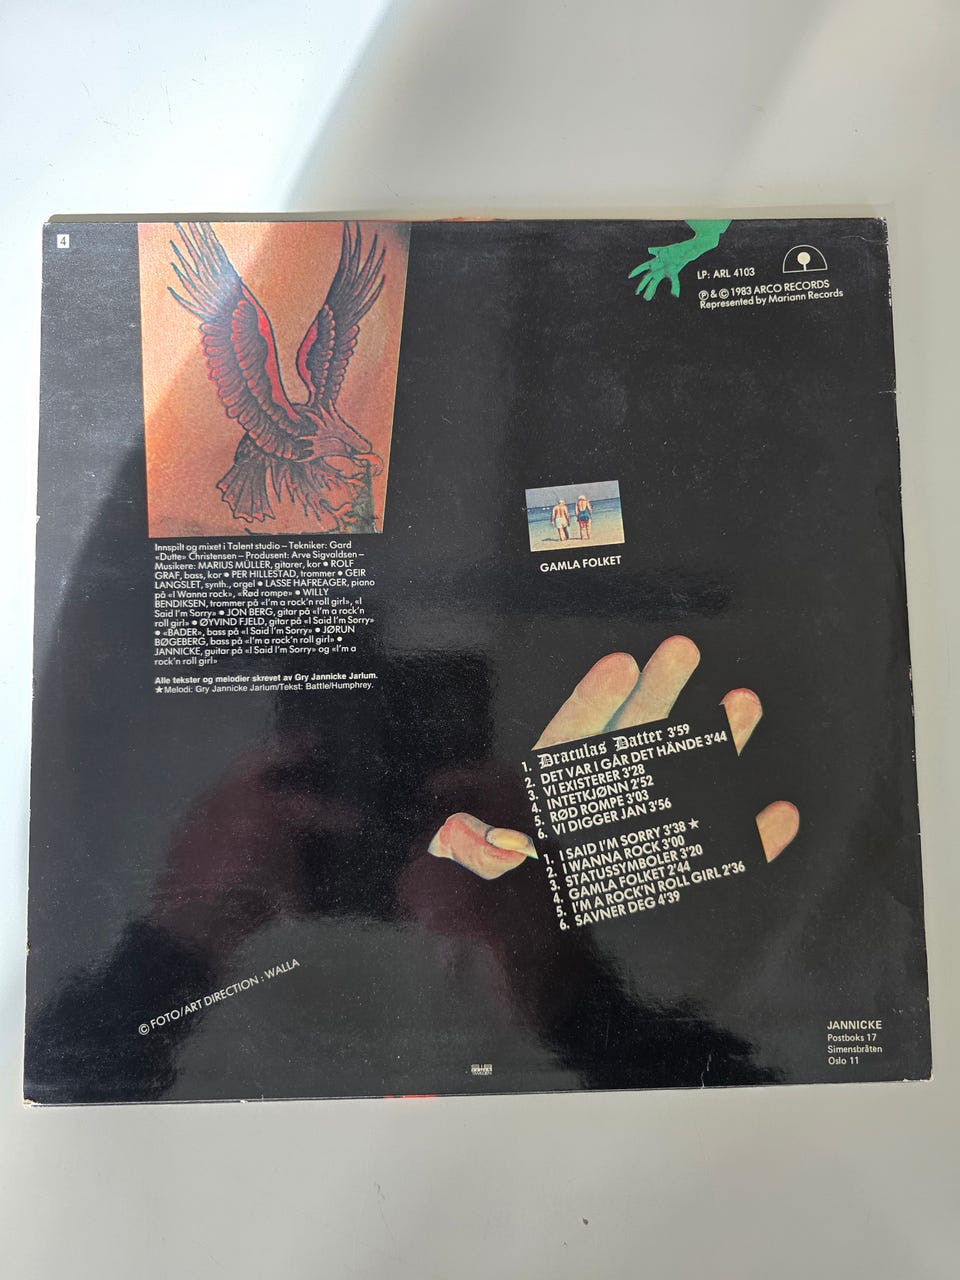 4
LP: ARL 4103
Ⓟ & © 1983 ARCO RECORDS
Represented by Mariann Records
Innspilt og mixet i Talent studio – Tekniker: Gard
«Dutte» Christensen – Produsent: Arve Sigvaldsen –
Musikere: MARIUS MÜLLER, gitarer, kor ● ROLF
GRAF, bass, kor ● PER HILLESTAD, trommer ● GEIR
LANGSLET, synth., orgel ● LASSE HAFREAGER, piano
på «I Wanna rock», «Rød rompe» ● WILLY
BENDIKSEN, trommer på «I'm a rock'n roll girl», «I
Said I'm Sorry» ● JON BERG, gitar på «I'm a rock'n
roll girl» ● ØYVIND FJELD, gitar på «I Said I'm Sorry»
● «BADER», bass på «I Said I'm Sorry» ● JØRUN
BØGEBERG, bass på «I'm a rock'n roll girl» ●
JANNICKE, guitar på «I Said I'm Sorry» og «I'm a
rock'n roll girl»
Alle tekster og melodier skrevet av Gry Jannicke Jarlum.
★Melodi: Gry Jannicke Jarlum/Tekst: Battle/Humphrey.
GAMLA FOLKET
1. Draculas Datter 3'59
2. DET VAR I GÅR DET HÄNDE 3'44
3. VI EXISTERER 3'28
4. INTETKJØNN 2'52
5. RØD ROMPE 3'03
6. VI DIGGER JAN 3'56
1. I SAID I'M SORRY 3'38 ★
2. I WANNA ROCK 3'00
3. STATUSSYMBOLER 3'20
4. GAMLA FOLKET 2'44
5. I'M A ROCK'N ROLL GIRL 2'36
6. SAVNER DEG 4'39
© FOTO/ART DIRECTION : WALLA
JANNICKE
Postboks 17
Simensbråten
Oslo 11